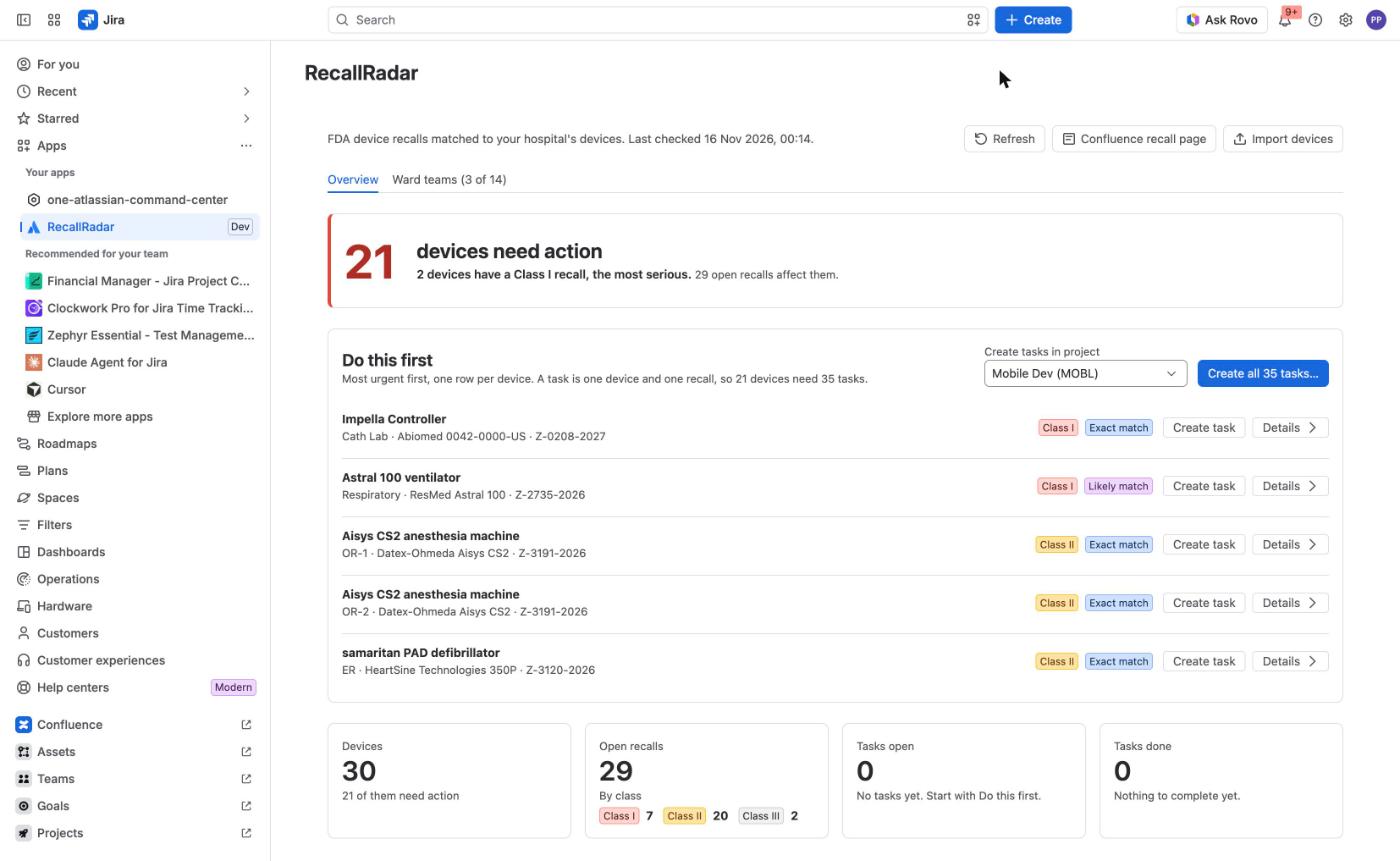 Jira
Search
Create
Ask Rovo
9+
PP
For you
Recent
Starred
Apps
Your apps
one-atlassian-command-center
RecallRadar
Dev
Recommended for your team
Financial Manager - Jira Project C...
Clockwork Pro for Jira Time Tracki...
Zephyr Essential - Test Manageme...
Claude Agent for Jira
Cursor
Explore more apps
Roadmaps
Plans
Spaces
Filters
Dashboards
Operations
Hardware
Customers
Customer experiences
Help centers
Modern
Confluence
Assets
Teams
Goals
Projects
RecallRadar
FDA device recalls matched to your hospital's devices. Last checked 16 Nov 2026, 00:14.
Refresh
Confluence recall page
Import devices
Overview
Ward teams (3 of 14)
21
devices need action
2 devices have a Class I recall, the most serious. 29 open recalls affect them.
Do this first
Most urgent first, one row per device. A task is one device and one recall, so 21 devices need 35 tasks.
Create tasks in project
Mobile Dev (MOBL)
Create all 35 tasks...
Impella Controller
Cath Lab · Abiomed 0042-0000-US · Z-0208-2027
Class I
Exact match
Create task
Details
Astral 100 ventilator
Respiratory · ResMed Astral 100 · Z-2735-2026
Class I
Likely match
Create task
Details
Aisys CS2 anesthesia machine
OR-1 · Datex-Ohmeda Aisys CS2 · Z-3191-2026
Class II
Exact match
Create task
Details
Aisys CS2 anesthesia machine
OR-2 · Datex-Ohmeda Aisys CS2 · Z-3191-2026
Class II
Exact match
Create task
Details
samaritan PAD defibrillator
ER · HeartSine Technologies 350P · Z-3120-2026
Class II
Exact match
Create task
Details
Devices
30
21 of them need action
Open recalls
29
By class
Class I 7 Class II 20 Class III 2
Tasks open
0
No tasks yet. Start with Do this first.
Tasks done
0
Nothing to complete yet.